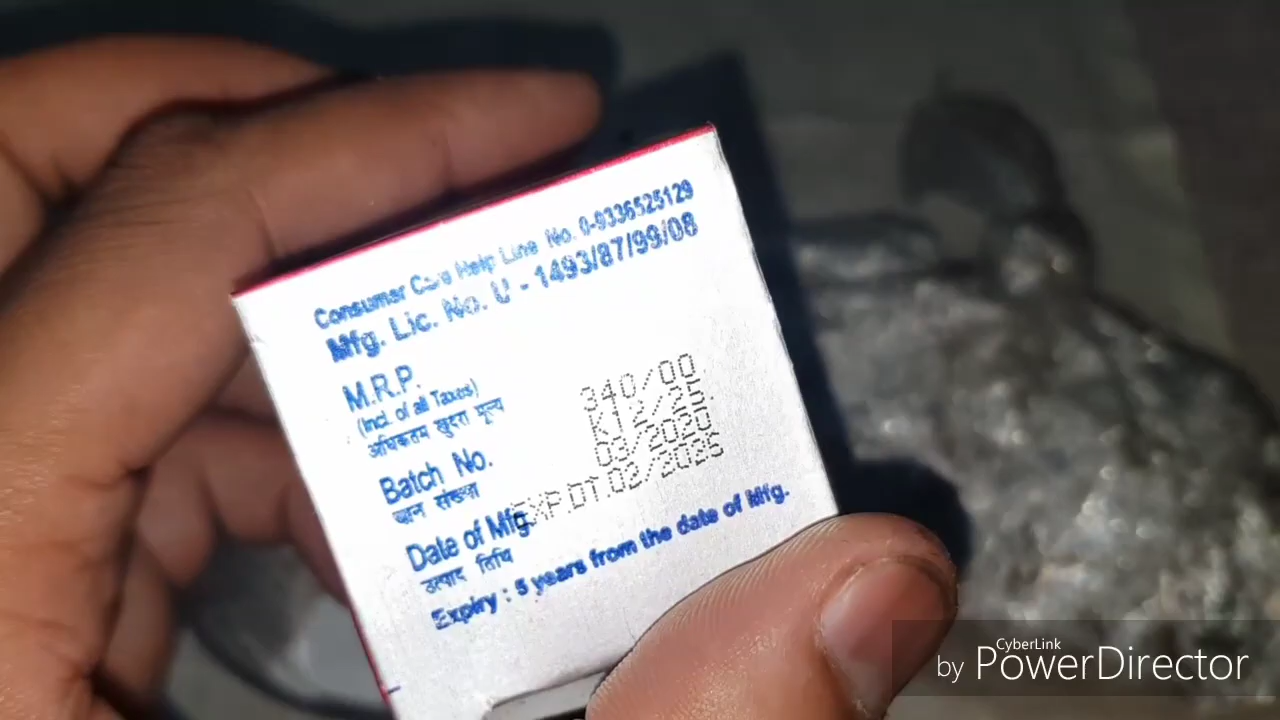 Consumer Care Help Line No. 0-9336525129
Mfg. Lic. No. U - 1493/87/99/08
M.R.P.
(Incl. of all Taxes)
अधिकतम खुदरा मूल्य
340/00
Batch No.
K12/25.
घान संख्या
03/2020
Date of Mfg.
EXP.DT.02/2025
उत्पाद तिथि
Expiry : 5 years from the date of Mfg.
CyberLink
by PowerDirector